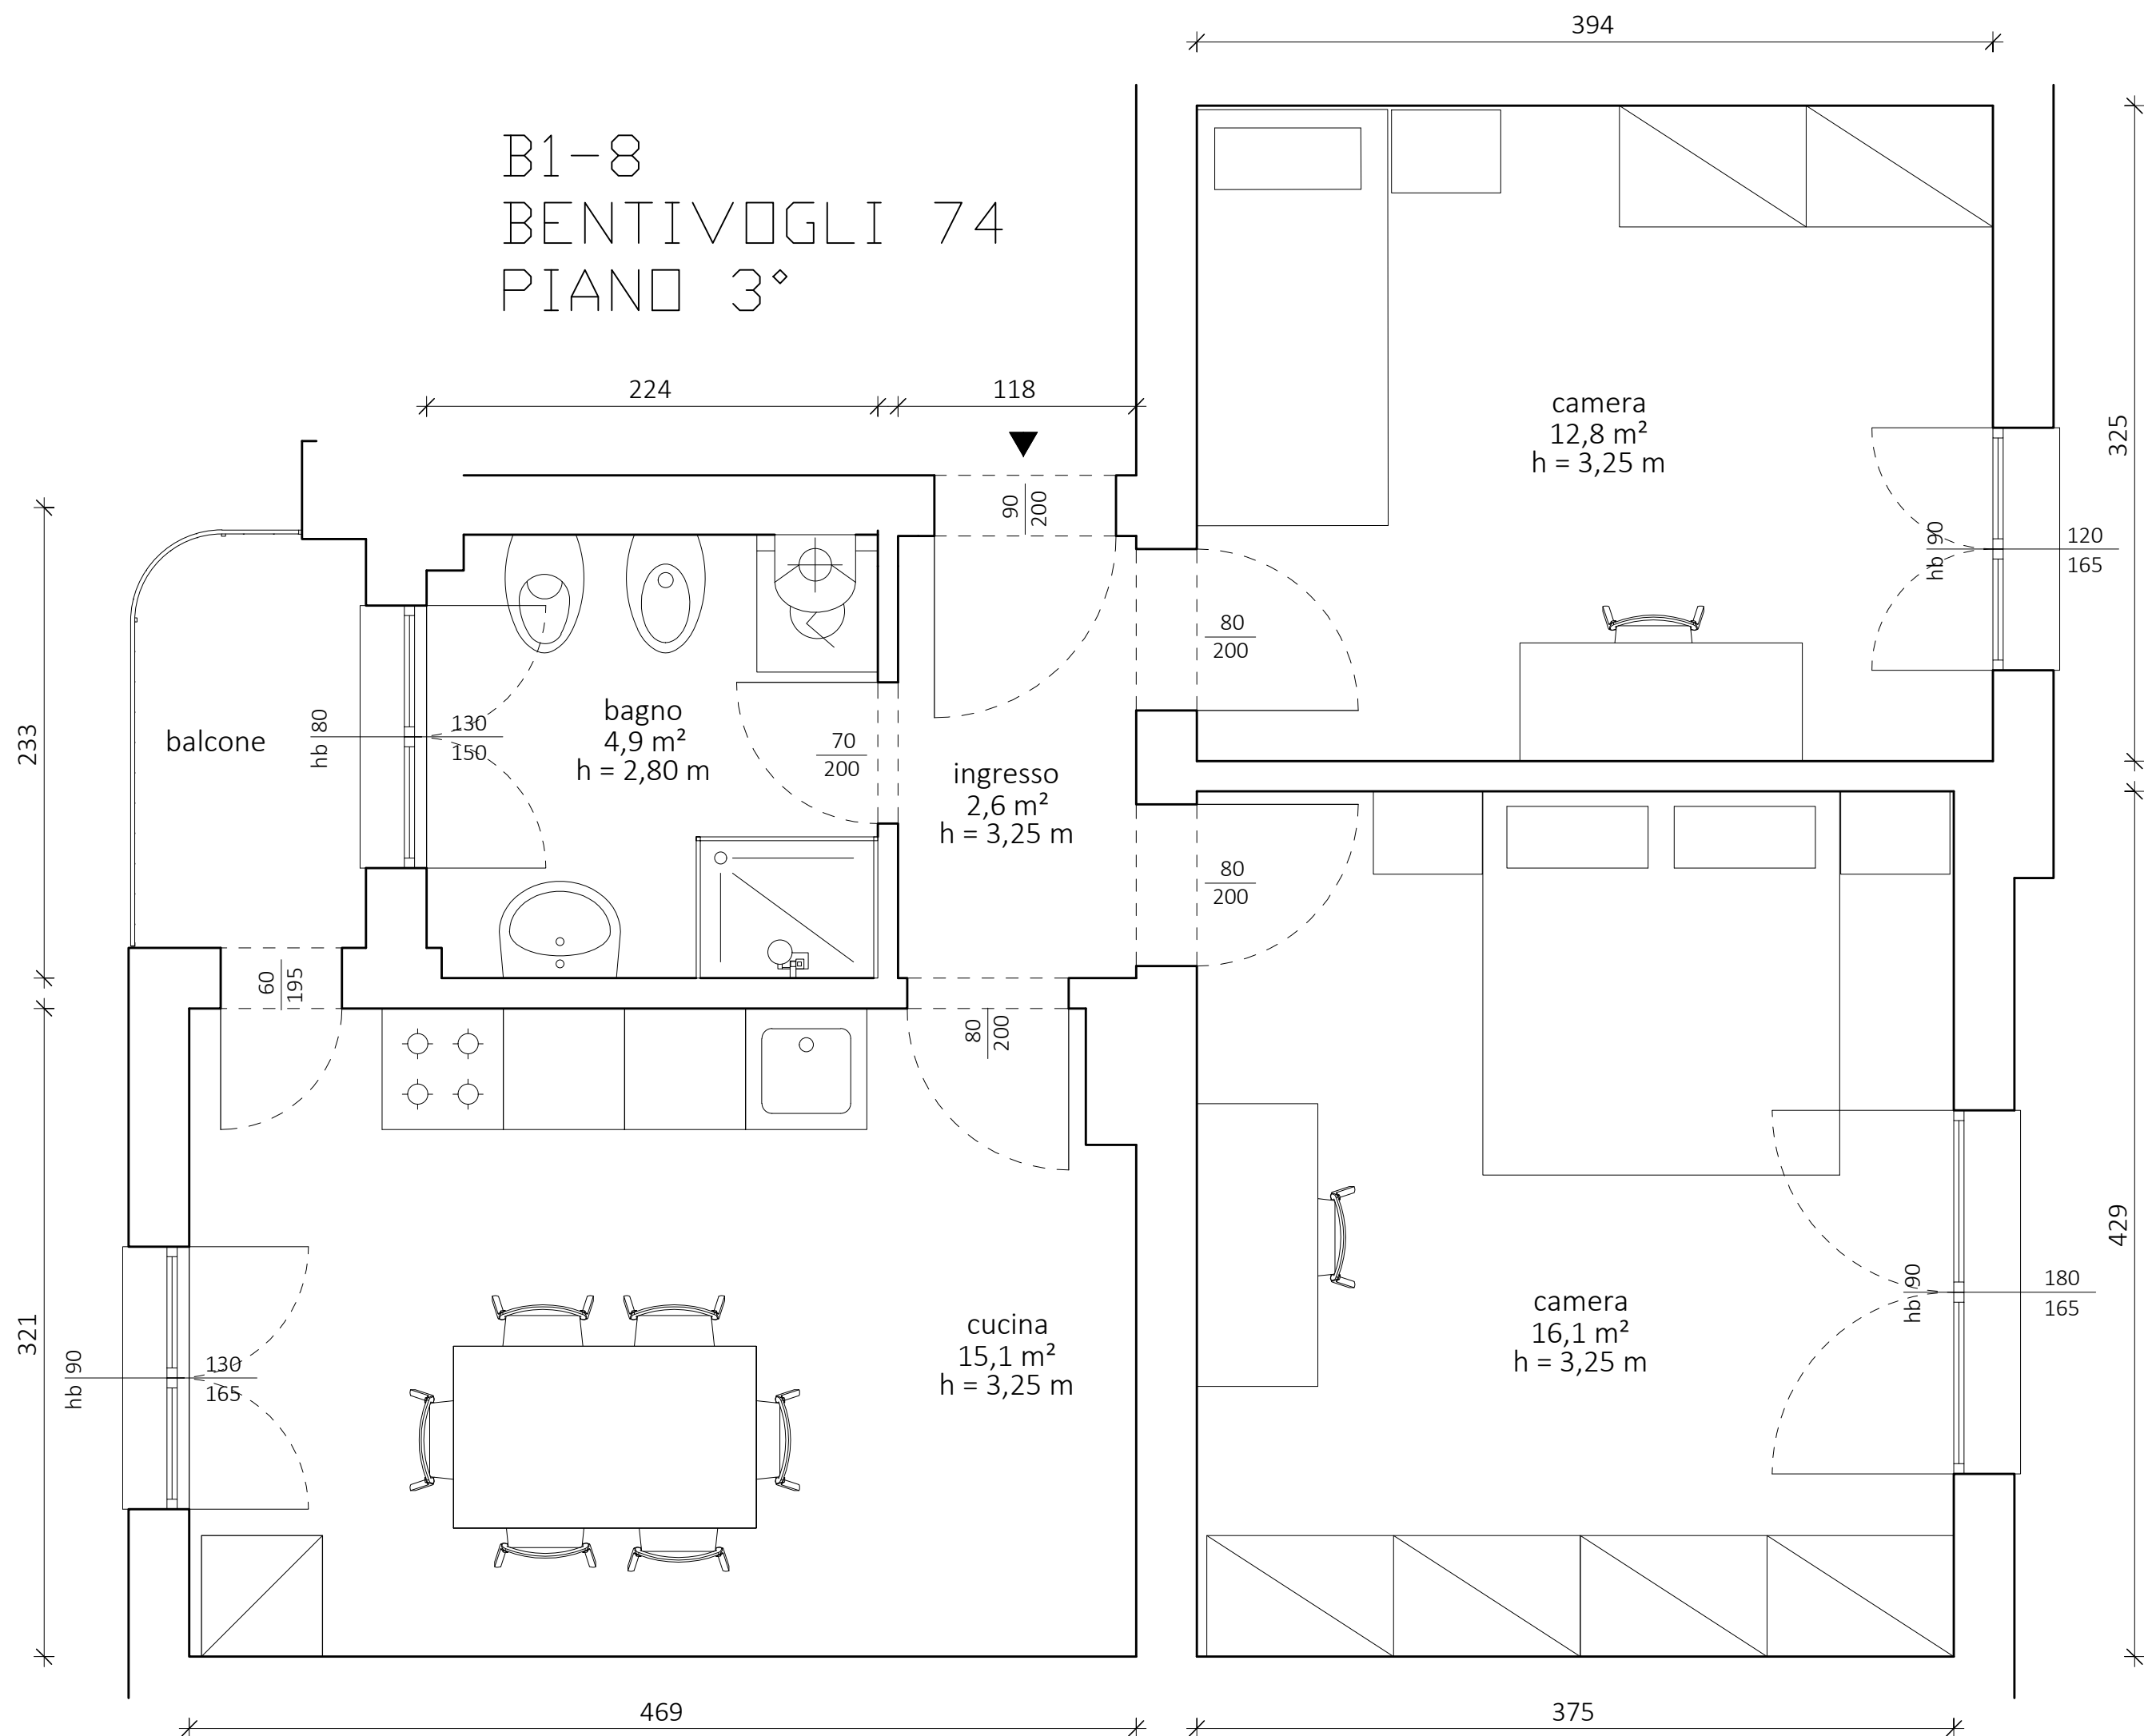 394
B1-8
BENTIVOGLI 74
PIANO 3°
224
118
camera
12,8 m²
h = 3,25 m
325
90
200
hb 90
120
165
80
200
233
balcone
hb 80
130
150
bagno
4,9 m²
h = 2,80 m
70
200
ingresso
2,6 m²
h = 3,25 m
80
200
60
195
80
200
429
321
hb 90
130
165
cucina
15,1 m²
h = 3,25 m
camera
16,1 m²
h = 3,25 m
hb 90
180
165
469
375